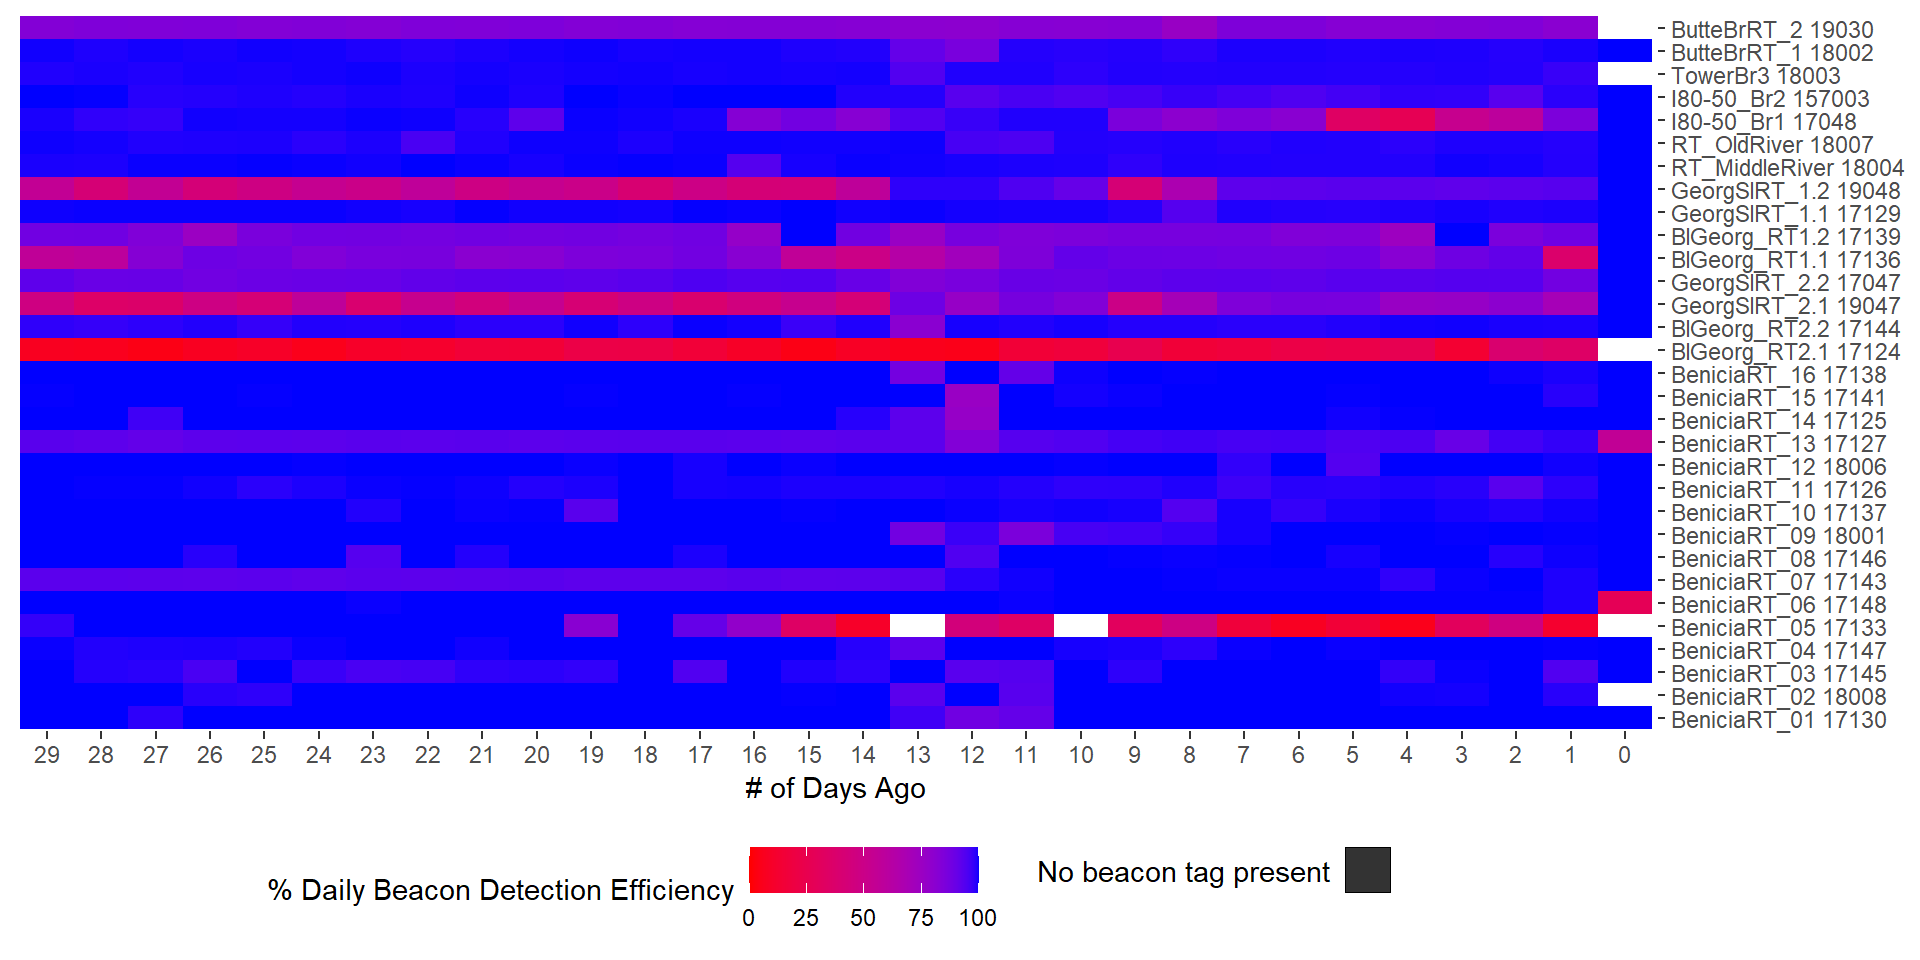 ButteBrRT_2 19030
ButteBrRT_1 18002
TowerBr3 18003
I80-50_Br2 157003
I80-50_Br1 17048
RT_OldRiver 18007
RT_MiddleRiver 18004
GeorgSlRT_1.2 19048
GeorgSlRT_1.1 17129
BlGeorg_RT1.2 17139
BlGeorg_RT1.1 17136
GeorgSlRT_2.2 17047
GeorgSlRT_2.1 19047
BlGeorg_RT2.2 17144
BlGeorg_RT2.1 17124
BeniciaRT_16 17138
BeniciaRT_15 17141
BeniciaRT_14 17125
BeniciaRT_13 17127
BeniciaRT_12 18006
BeniciaRT_11 17126
BeniciaRT_10 17137
BeniciaRT_09 18001
BeniciaRT_08 17146
BeniciaRT_07 17143
BeniciaRT_06 17148
BeniciaRT_05 17133
BeniciaRT_04 17147
BeniciaRT_03 17145
BeniciaRT_02 18008
BeniciaRT_01 17130
29 28 27 26 25 24 23 22 21 20 19 18 17 16 15 14 13 12 11 10 9 8 7 6 5 4 3 2 1 0
# of Days Ago
% Daily Beacon Detection Efficiency
0 25 50 75 100
No beacon tag present